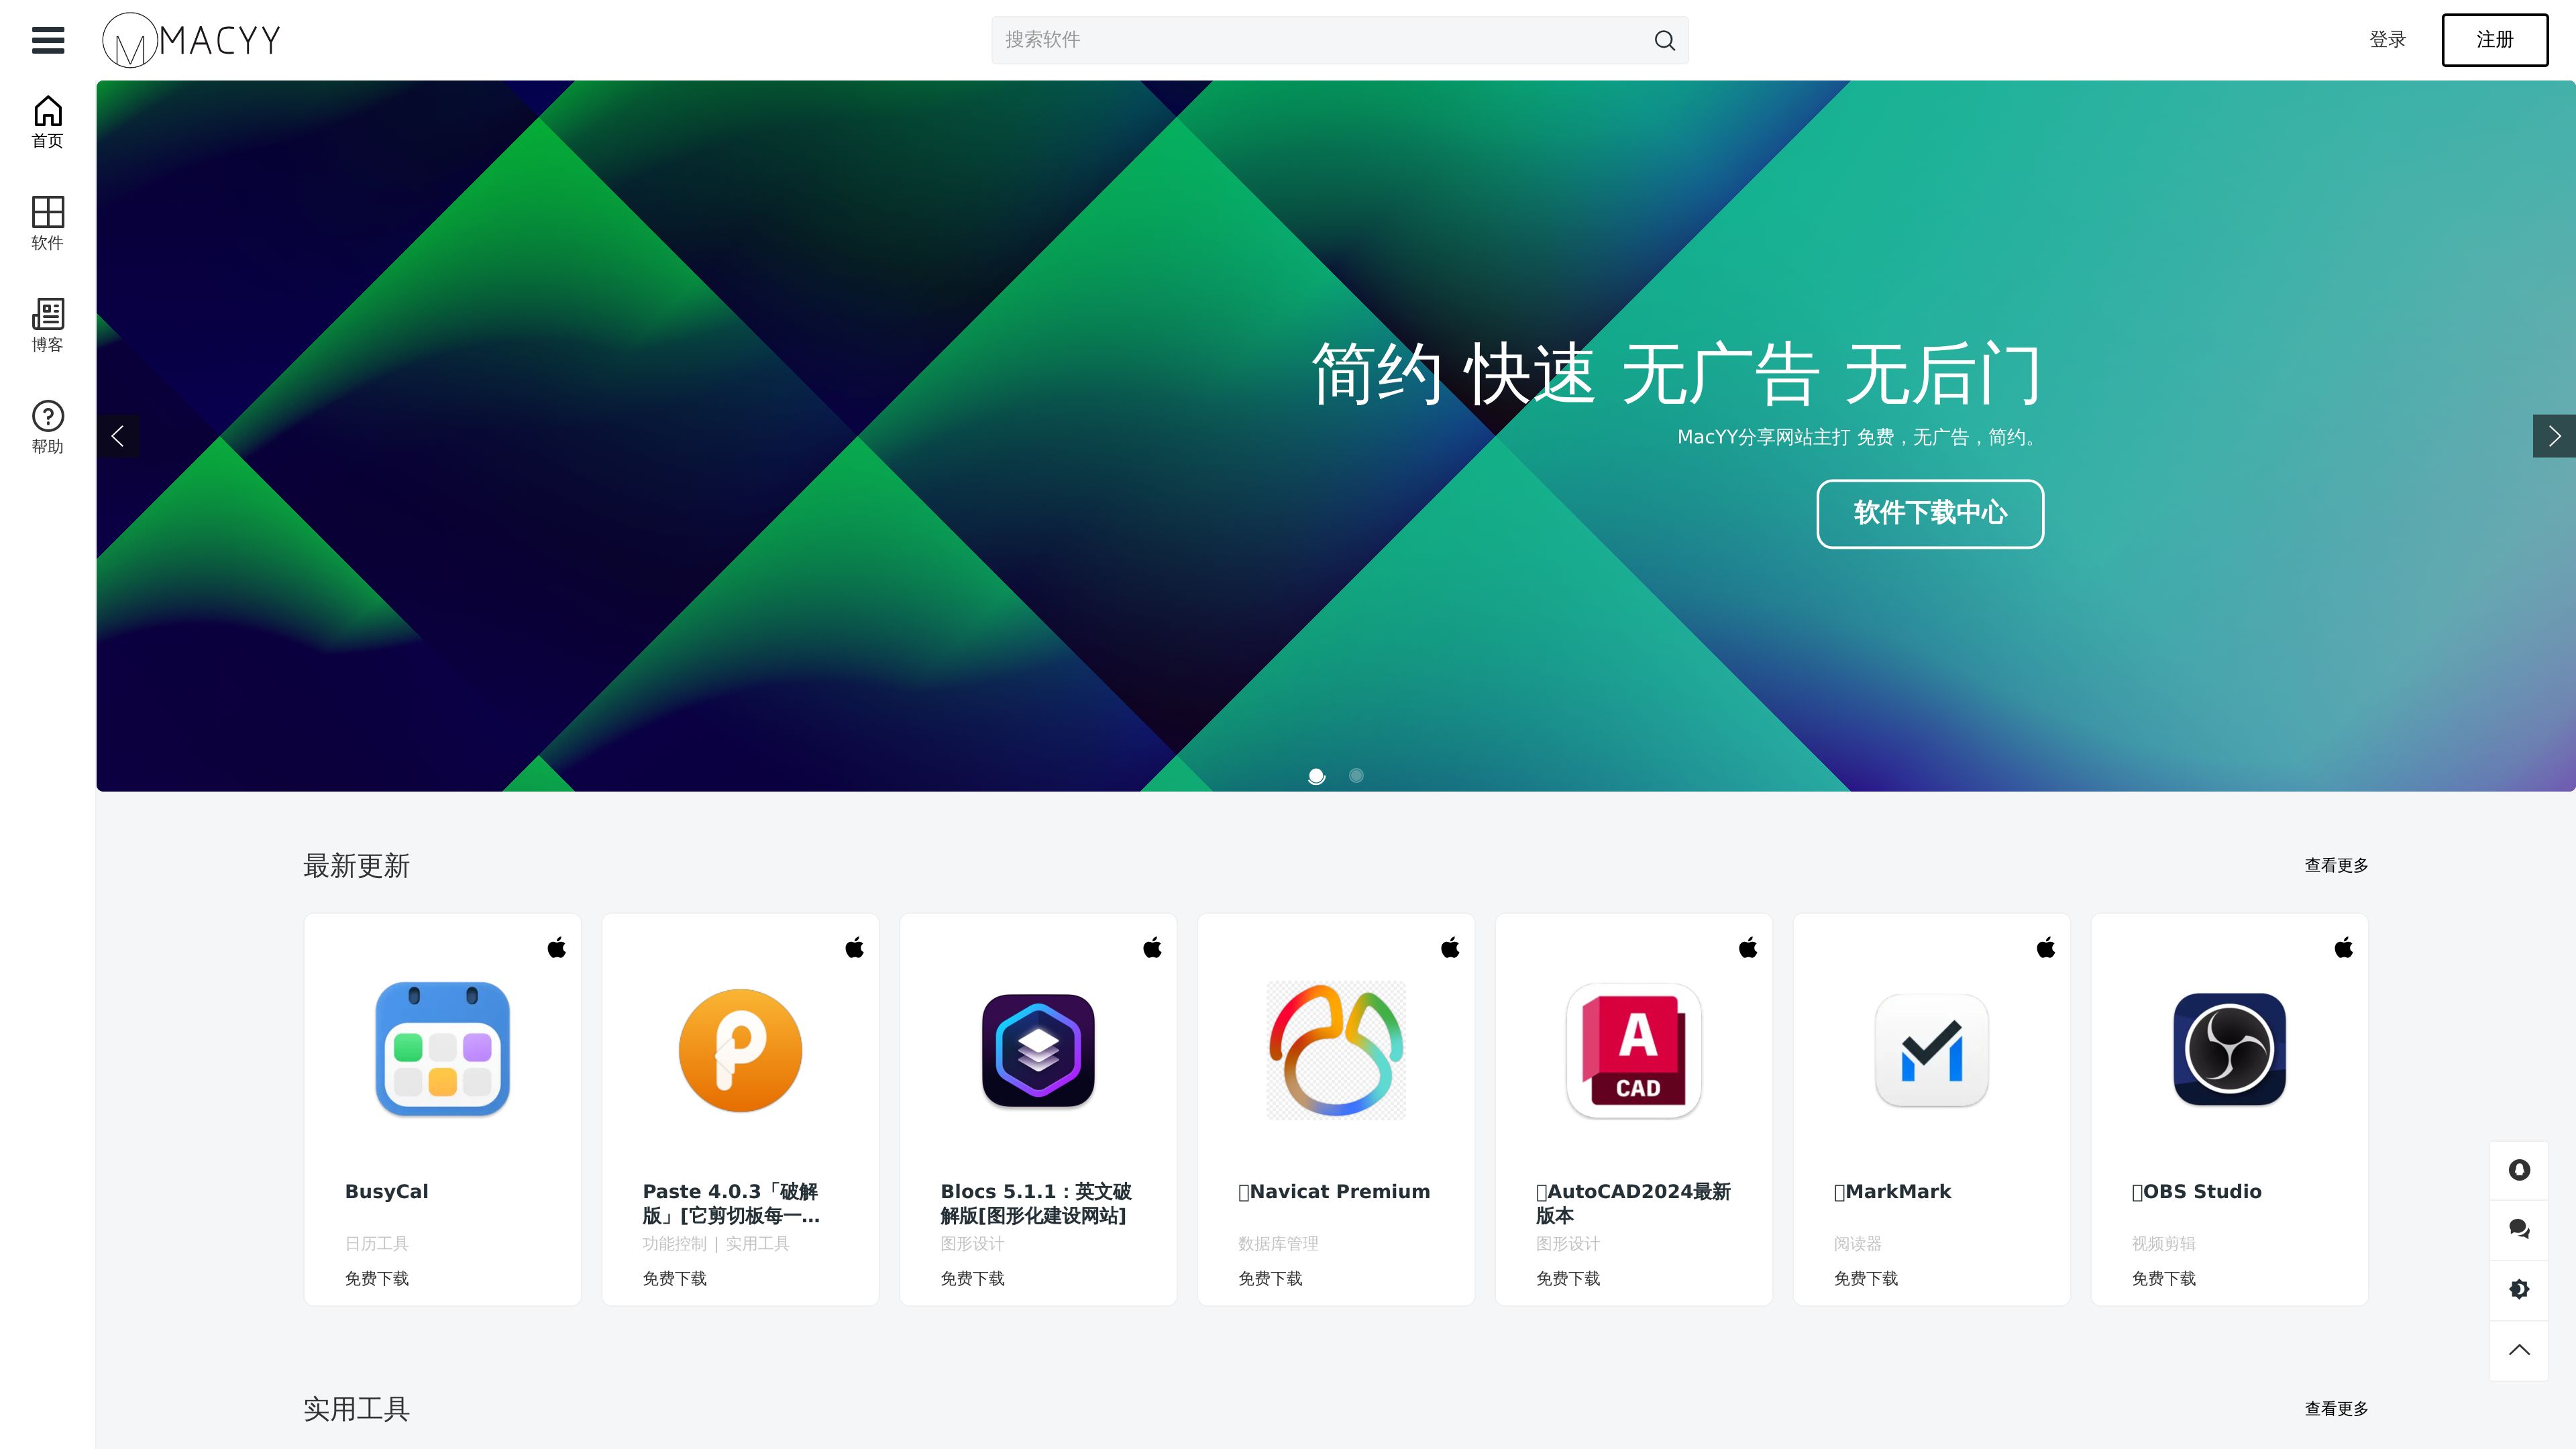 MACYY
搜索软件
登录
注册
首页
软件
博客
帮助
简约 快速 无广告 无后门
MacYY分享网站主打 免费，无广告，简约。
软件下载中心
最新更新
查看更多
BusyCal
日历工具
免费下载
Paste 4.0.3「破解
版」[它剪切板每一...
功能控制 | 实用工具
免费下载
Blocs 5.1.1：英文破
解版[图形化建设网站]
图形设计
免费下载
Navicat Premium
数据库管理
免费下载
A
CAD
AutoCAD2024最新
版本
图形设计
免费下载
MarkMark
阅读器
免费下载
OBS Studio
视频剪辑
免费下载
实用工具
查看更多